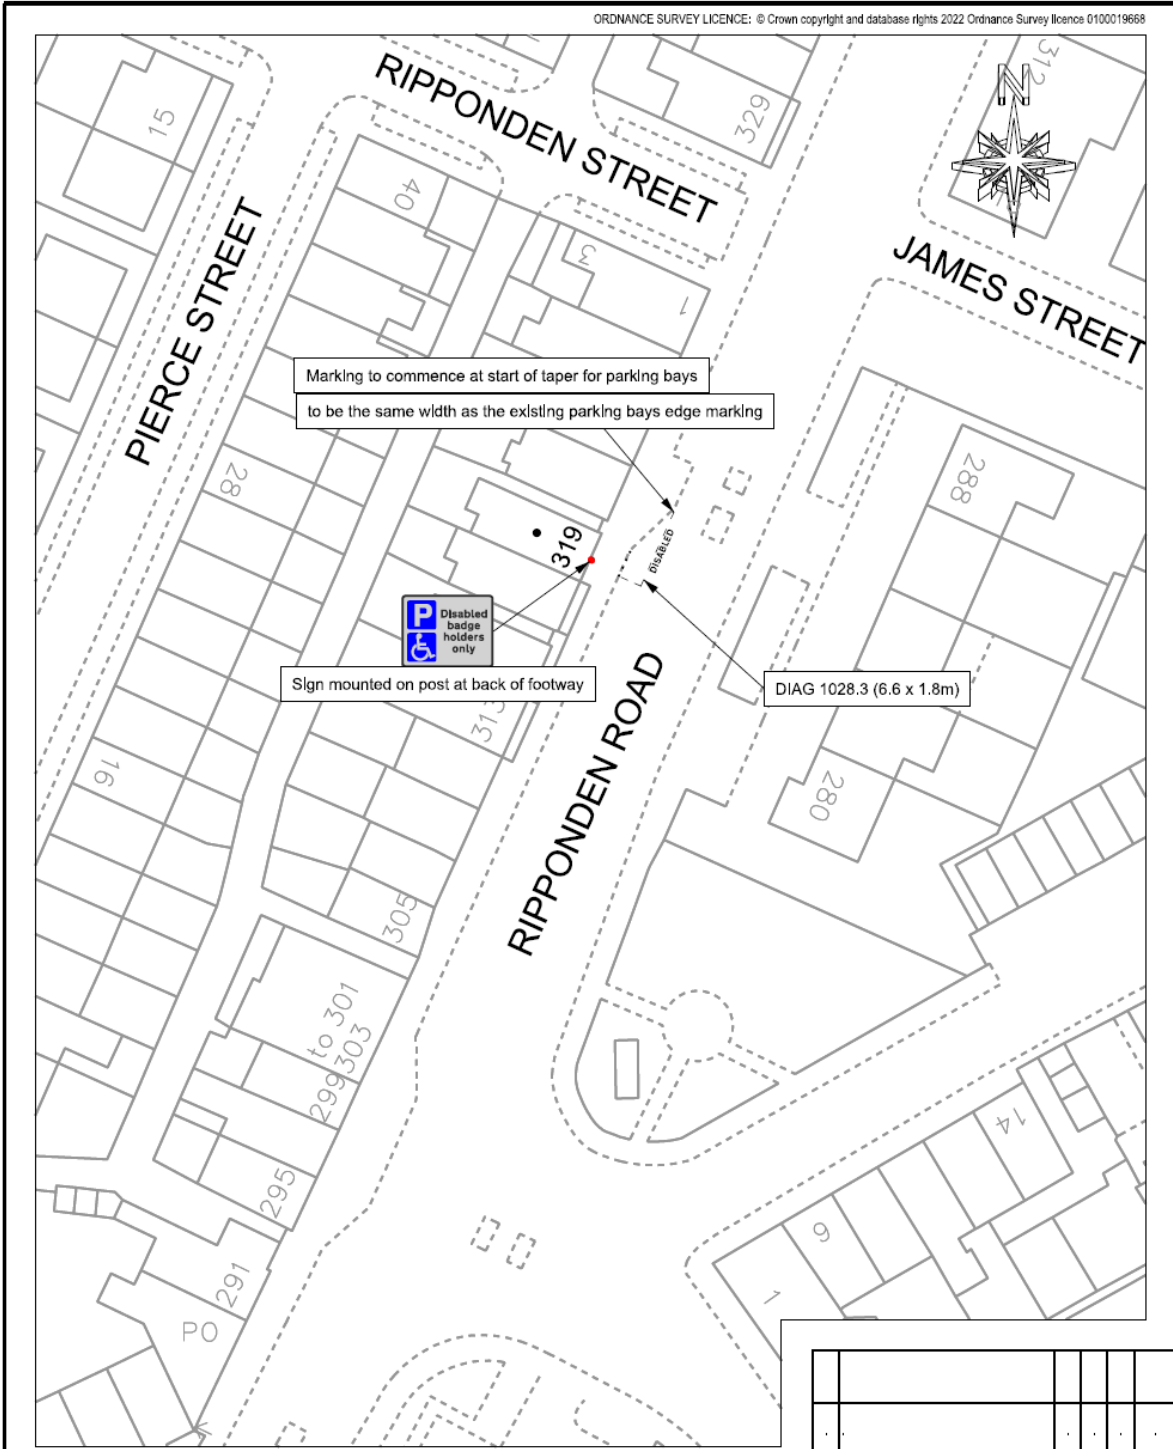 ORDNANCE SURVEY LICENCE: © Crown copyright and database rights 2022 Ordnance Survey licence 0100019668
RIPPONDEN STREET
312
N
15
329
40
PIERCE STREET
3
1
JAMES STREET
Marking to commence at start of taper for parking bays
to be the same width as the existing parking bays edge marking
28
288
319
DISABLED
P
Disabled
badge
holders
only
Sign mounted on post at back of footway
DIAG 1028.3 (6.6 x 1.8m)
313
RIPPONDEN ROAD
16
280
305
to 301
299
303
14
295
9
291
1
PO